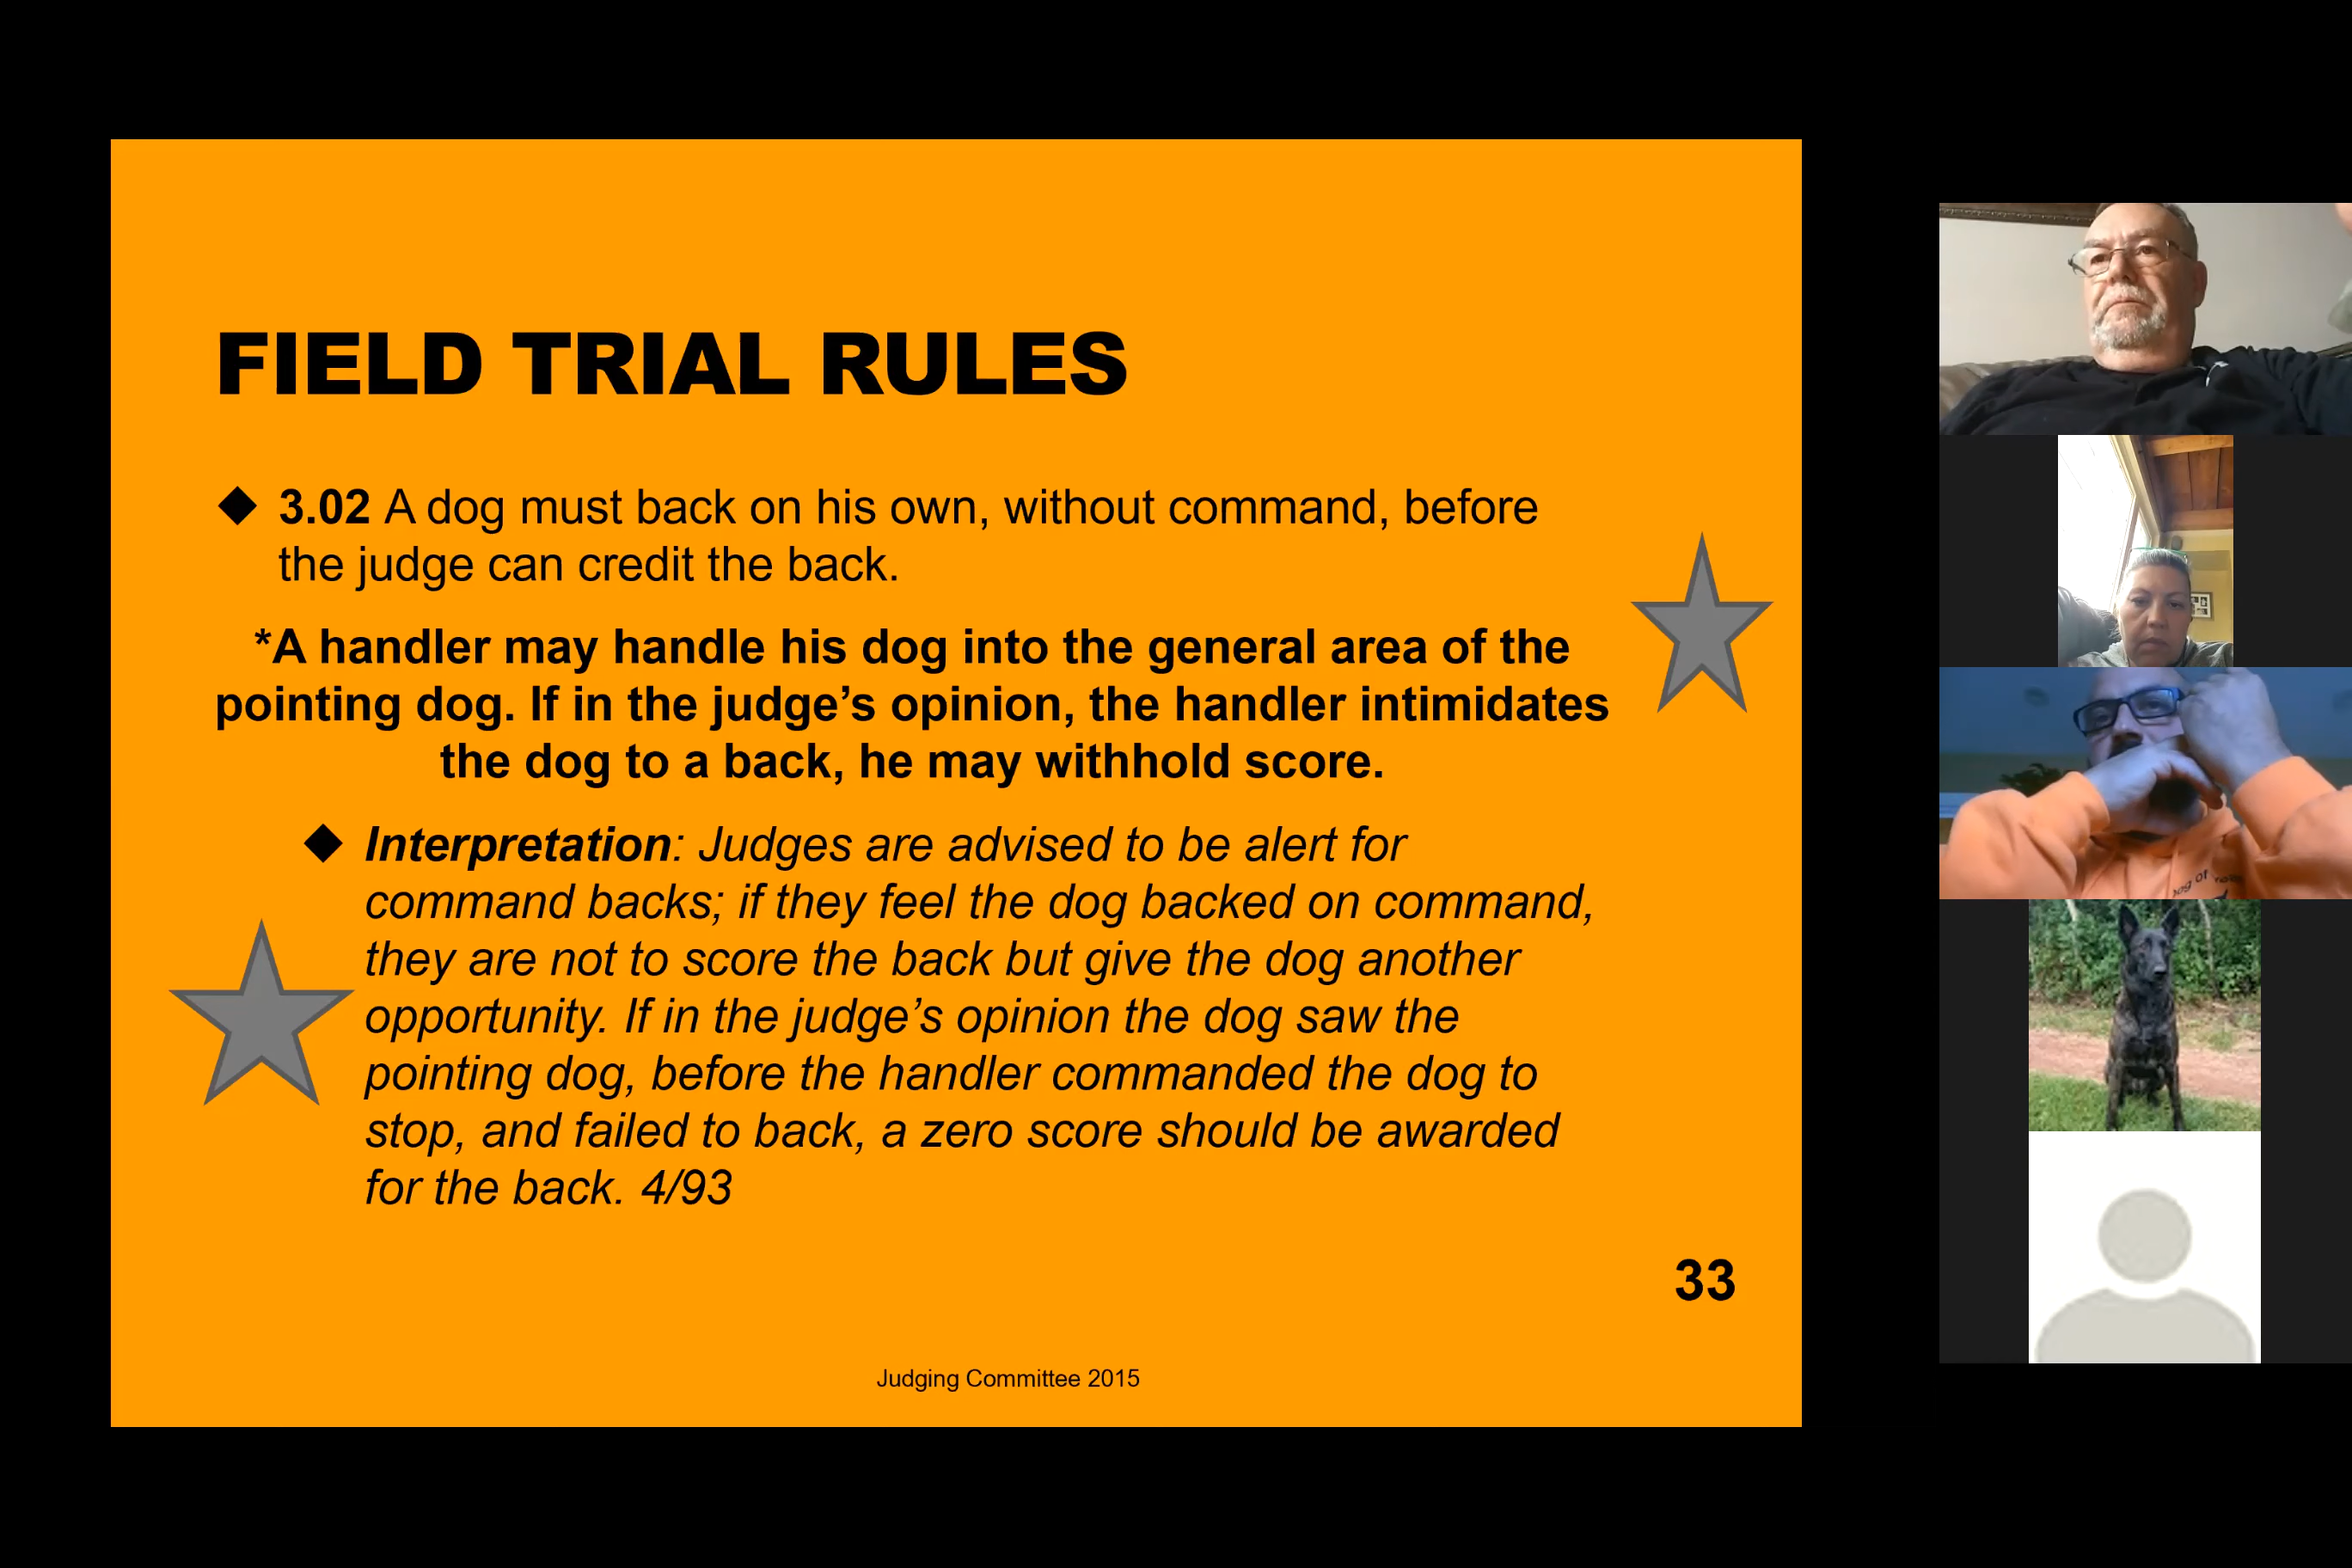 FIELD TRIAL RULES
◆ 3.02 A dog must back on his own, without command, before
the judge can credit the back.
*A handler may handle his dog into the general area of the
pointing dog. If in the judge’s opinion, the handler intimidates
the dog to a back, he may withhold score.
◆ Interpretation: Judges are advised to be alert for
command backs; if they feel the dog backed on command,
they are not to score the back but give the dog another
opportunity. If in the judge’s opinion the dog saw the
pointing dog, before the handler commanded the dog to
stop, and failed to back, a zero score should be awarded
for the back. 4/93
33
Judging Committee 2015